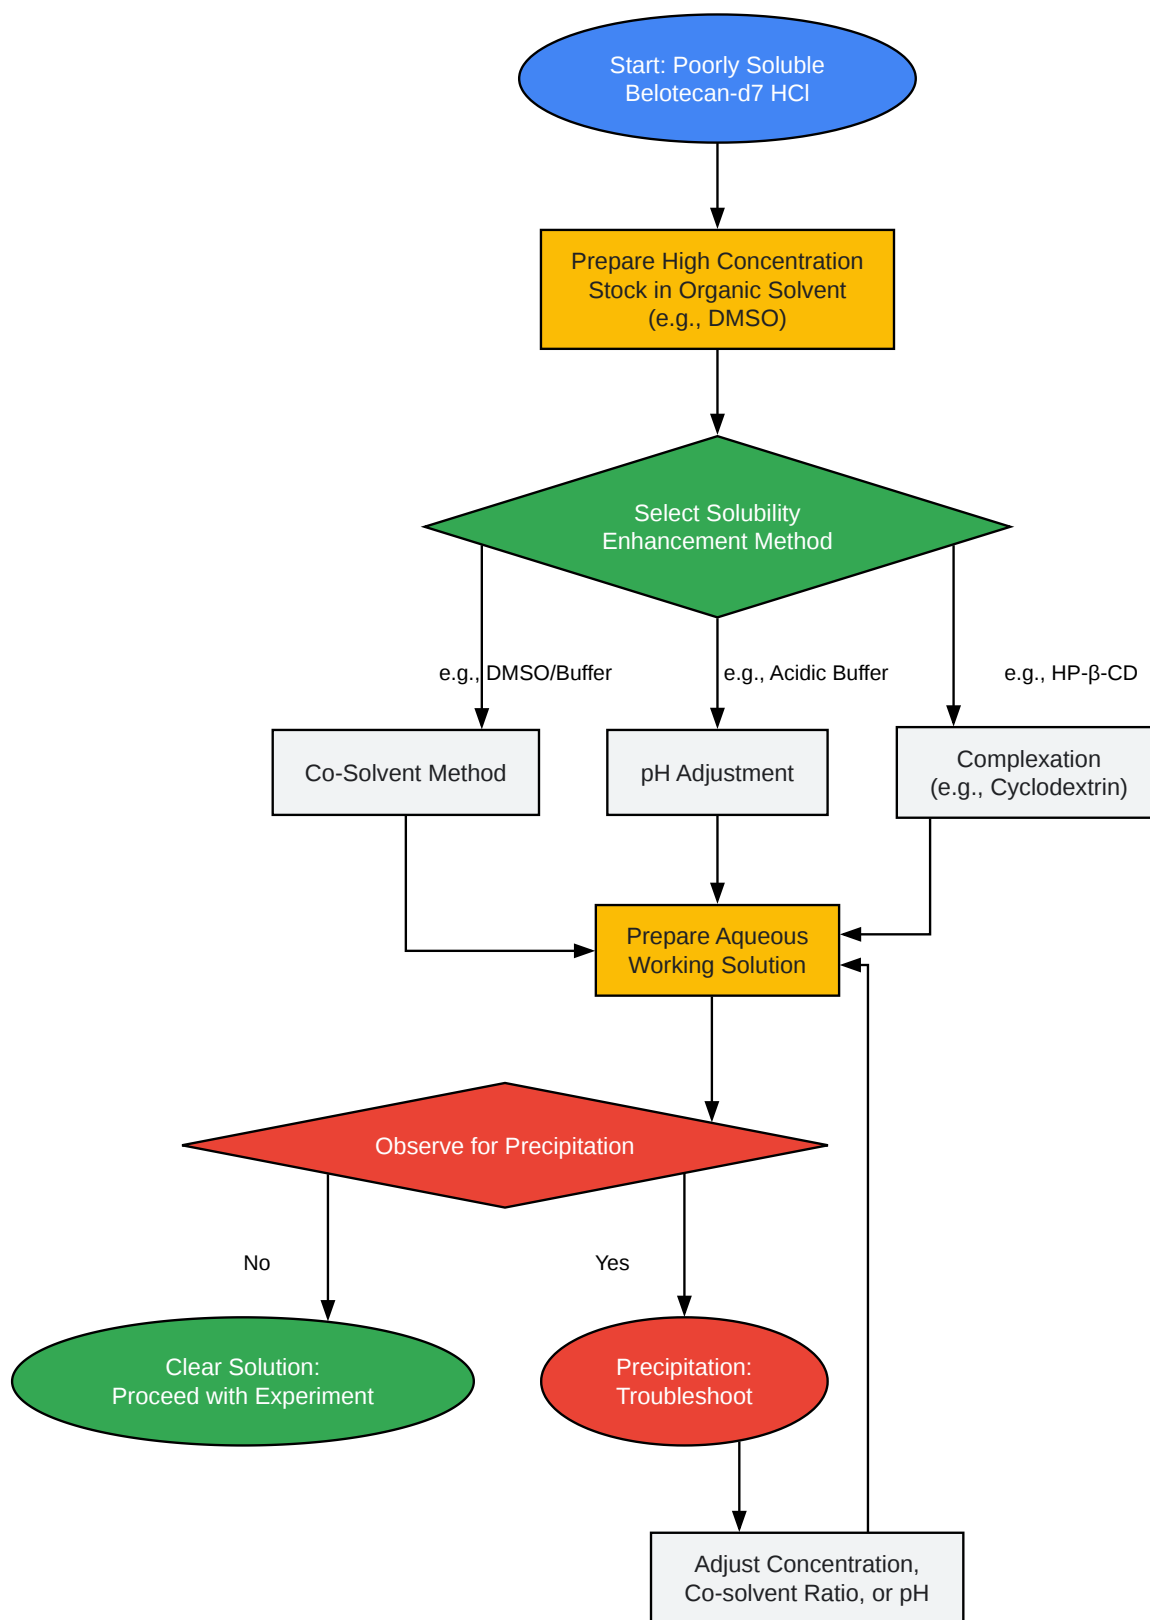 Start: Poorly Soluble
Belotecan-d7 HCl
Prepare High Concentration
Stock in Organic Solvent
(e.g., DMSO)
Select Solubility
Enhancement Method
e.g., DMSO/Buffer
e.g., Acidic Buffer
e.g., HP-β-CD
Co-Solvent Method
pH Adjustment
Complexation
(e.g., Cyclodextrin)
Prepare Aqueous
Working Solution
Observe for Precipitation
No
Yes
Clear Solution:
Proceed with Experiment
Precipitation:
Troubleshoot
Adjust Concentration,
Co-solvent Ratio, or pH